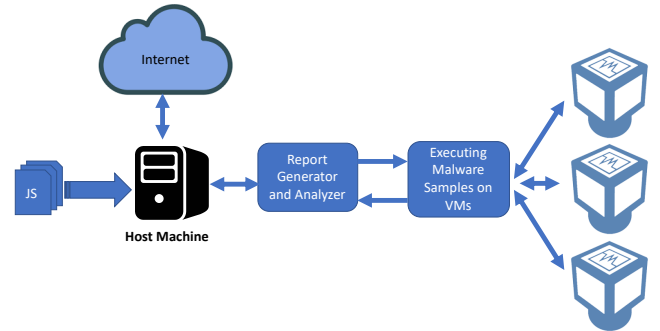 Internet
JS
Host Machine
Report
Generator
and Analyzer
Executing
Malware
Samples on
VMs